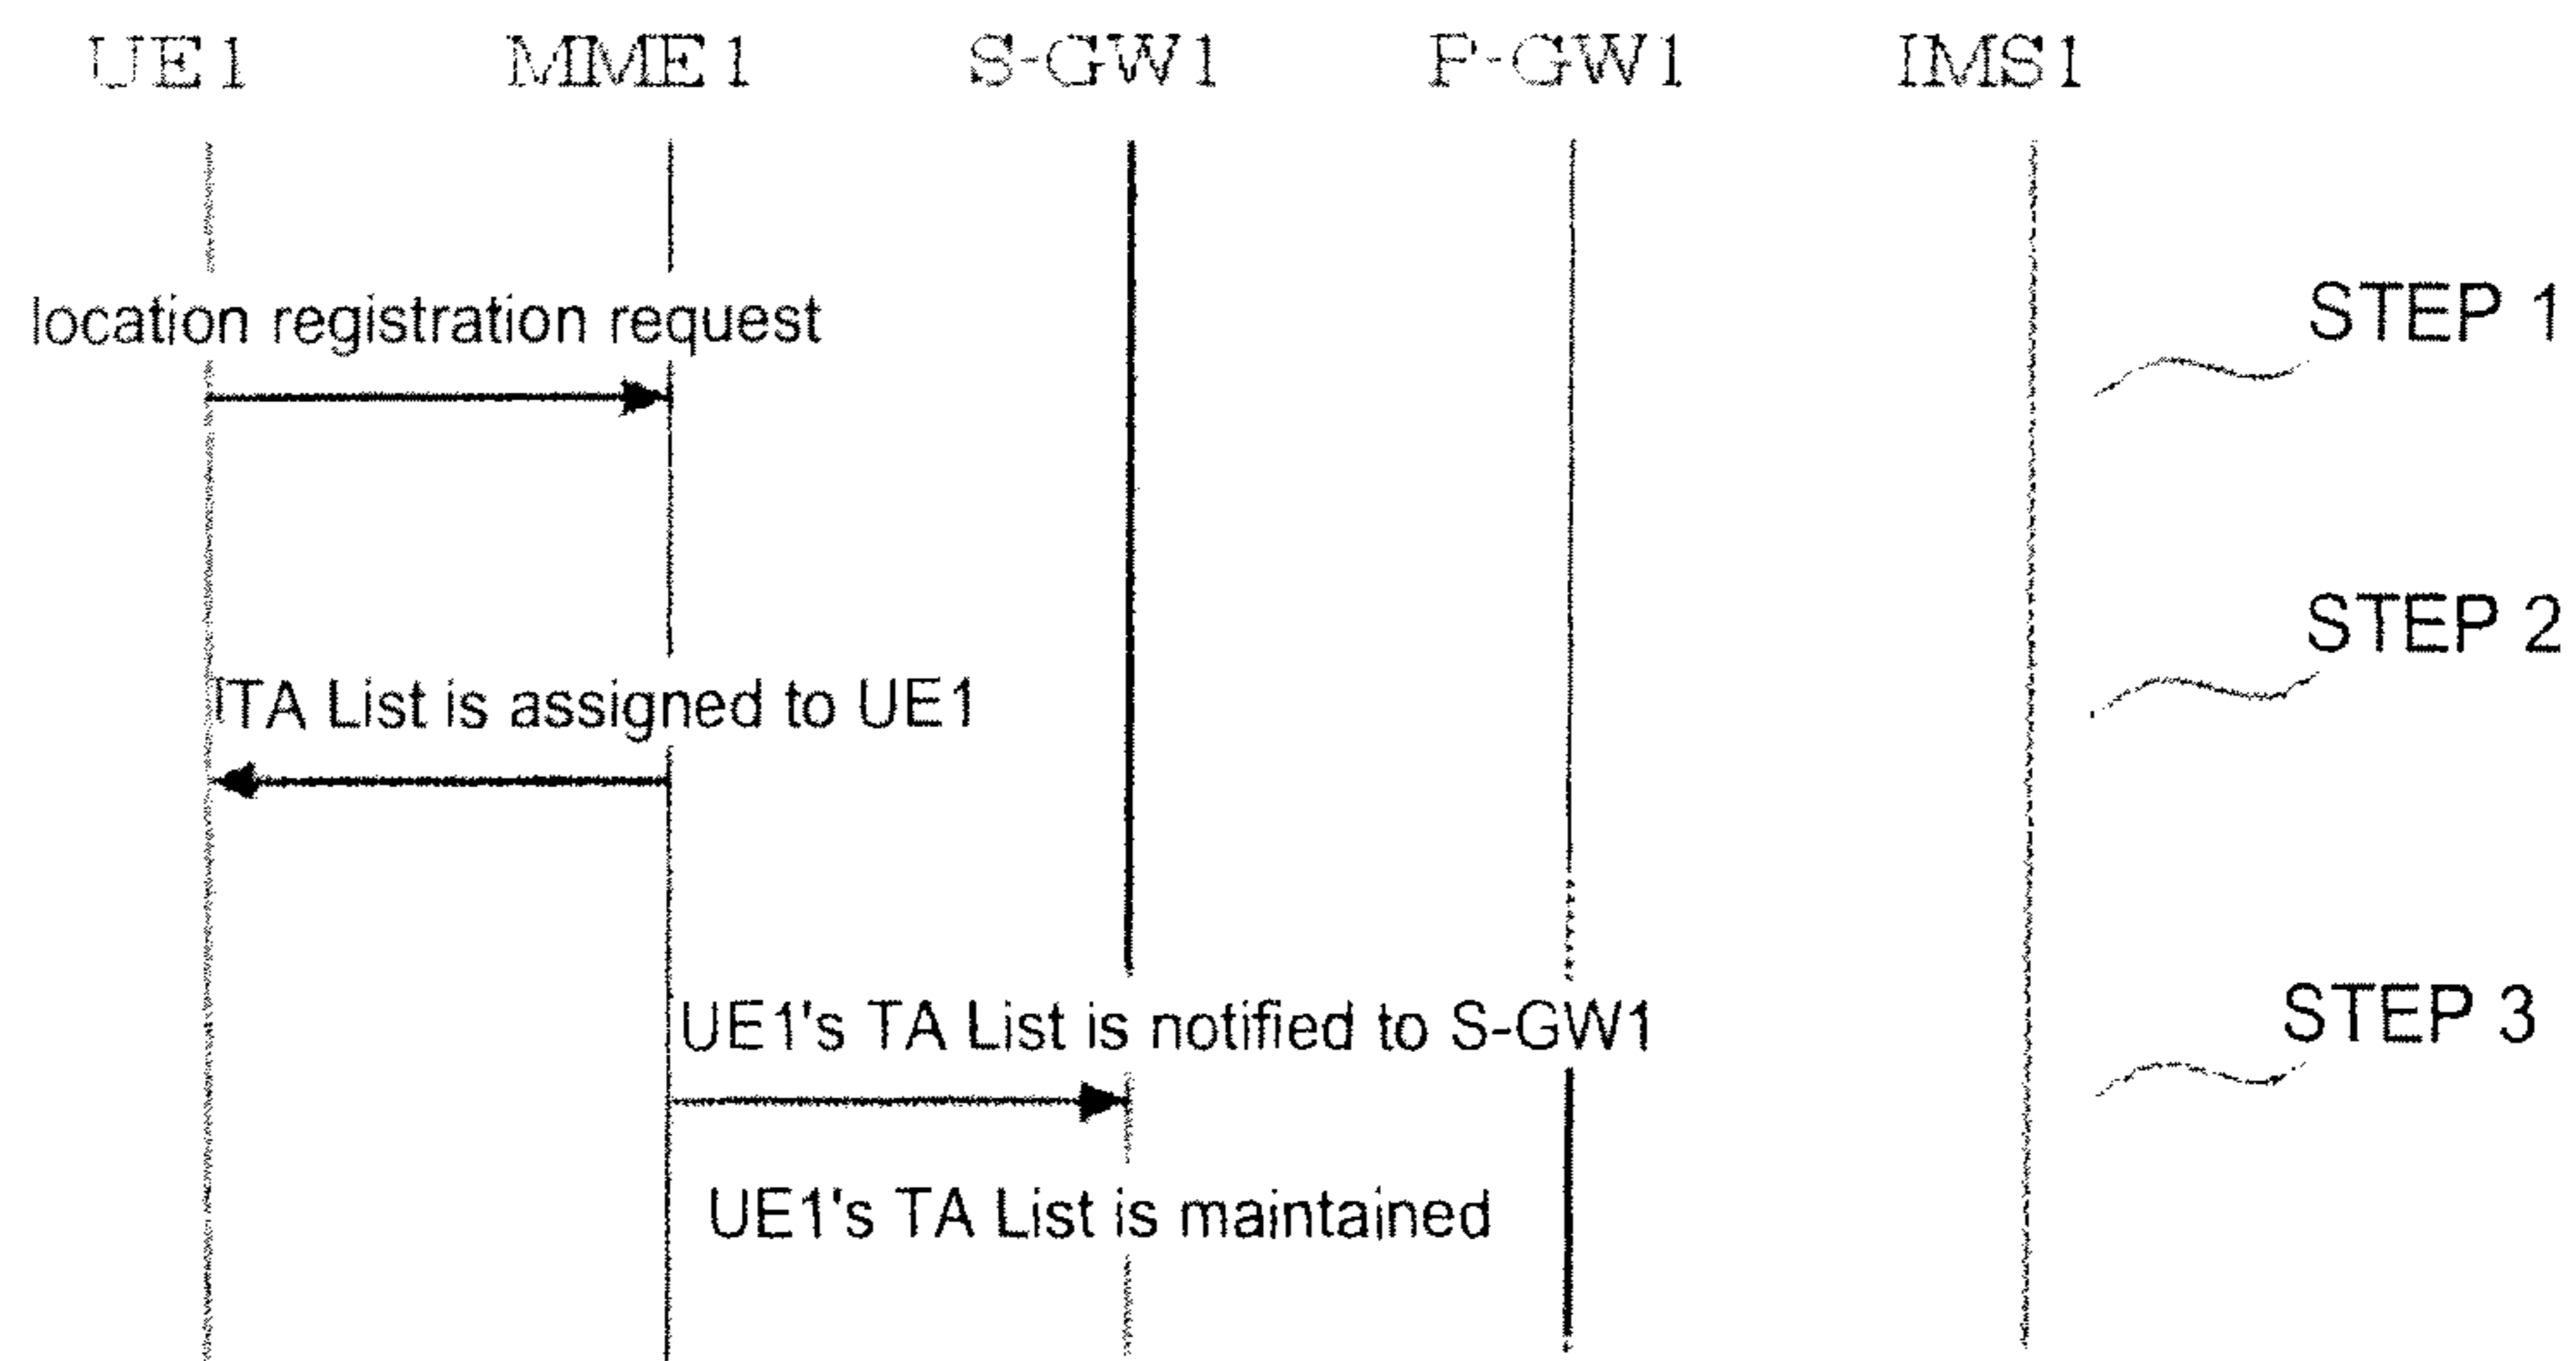 UE1 MME1 S-GW1 P-GW1 IMS1
location registration request
STEP 1
STEP 2
TA List is assigned to UE1
UE1's TA List is notified to S-GW1
STEP 3
UE1's TA List is maintained